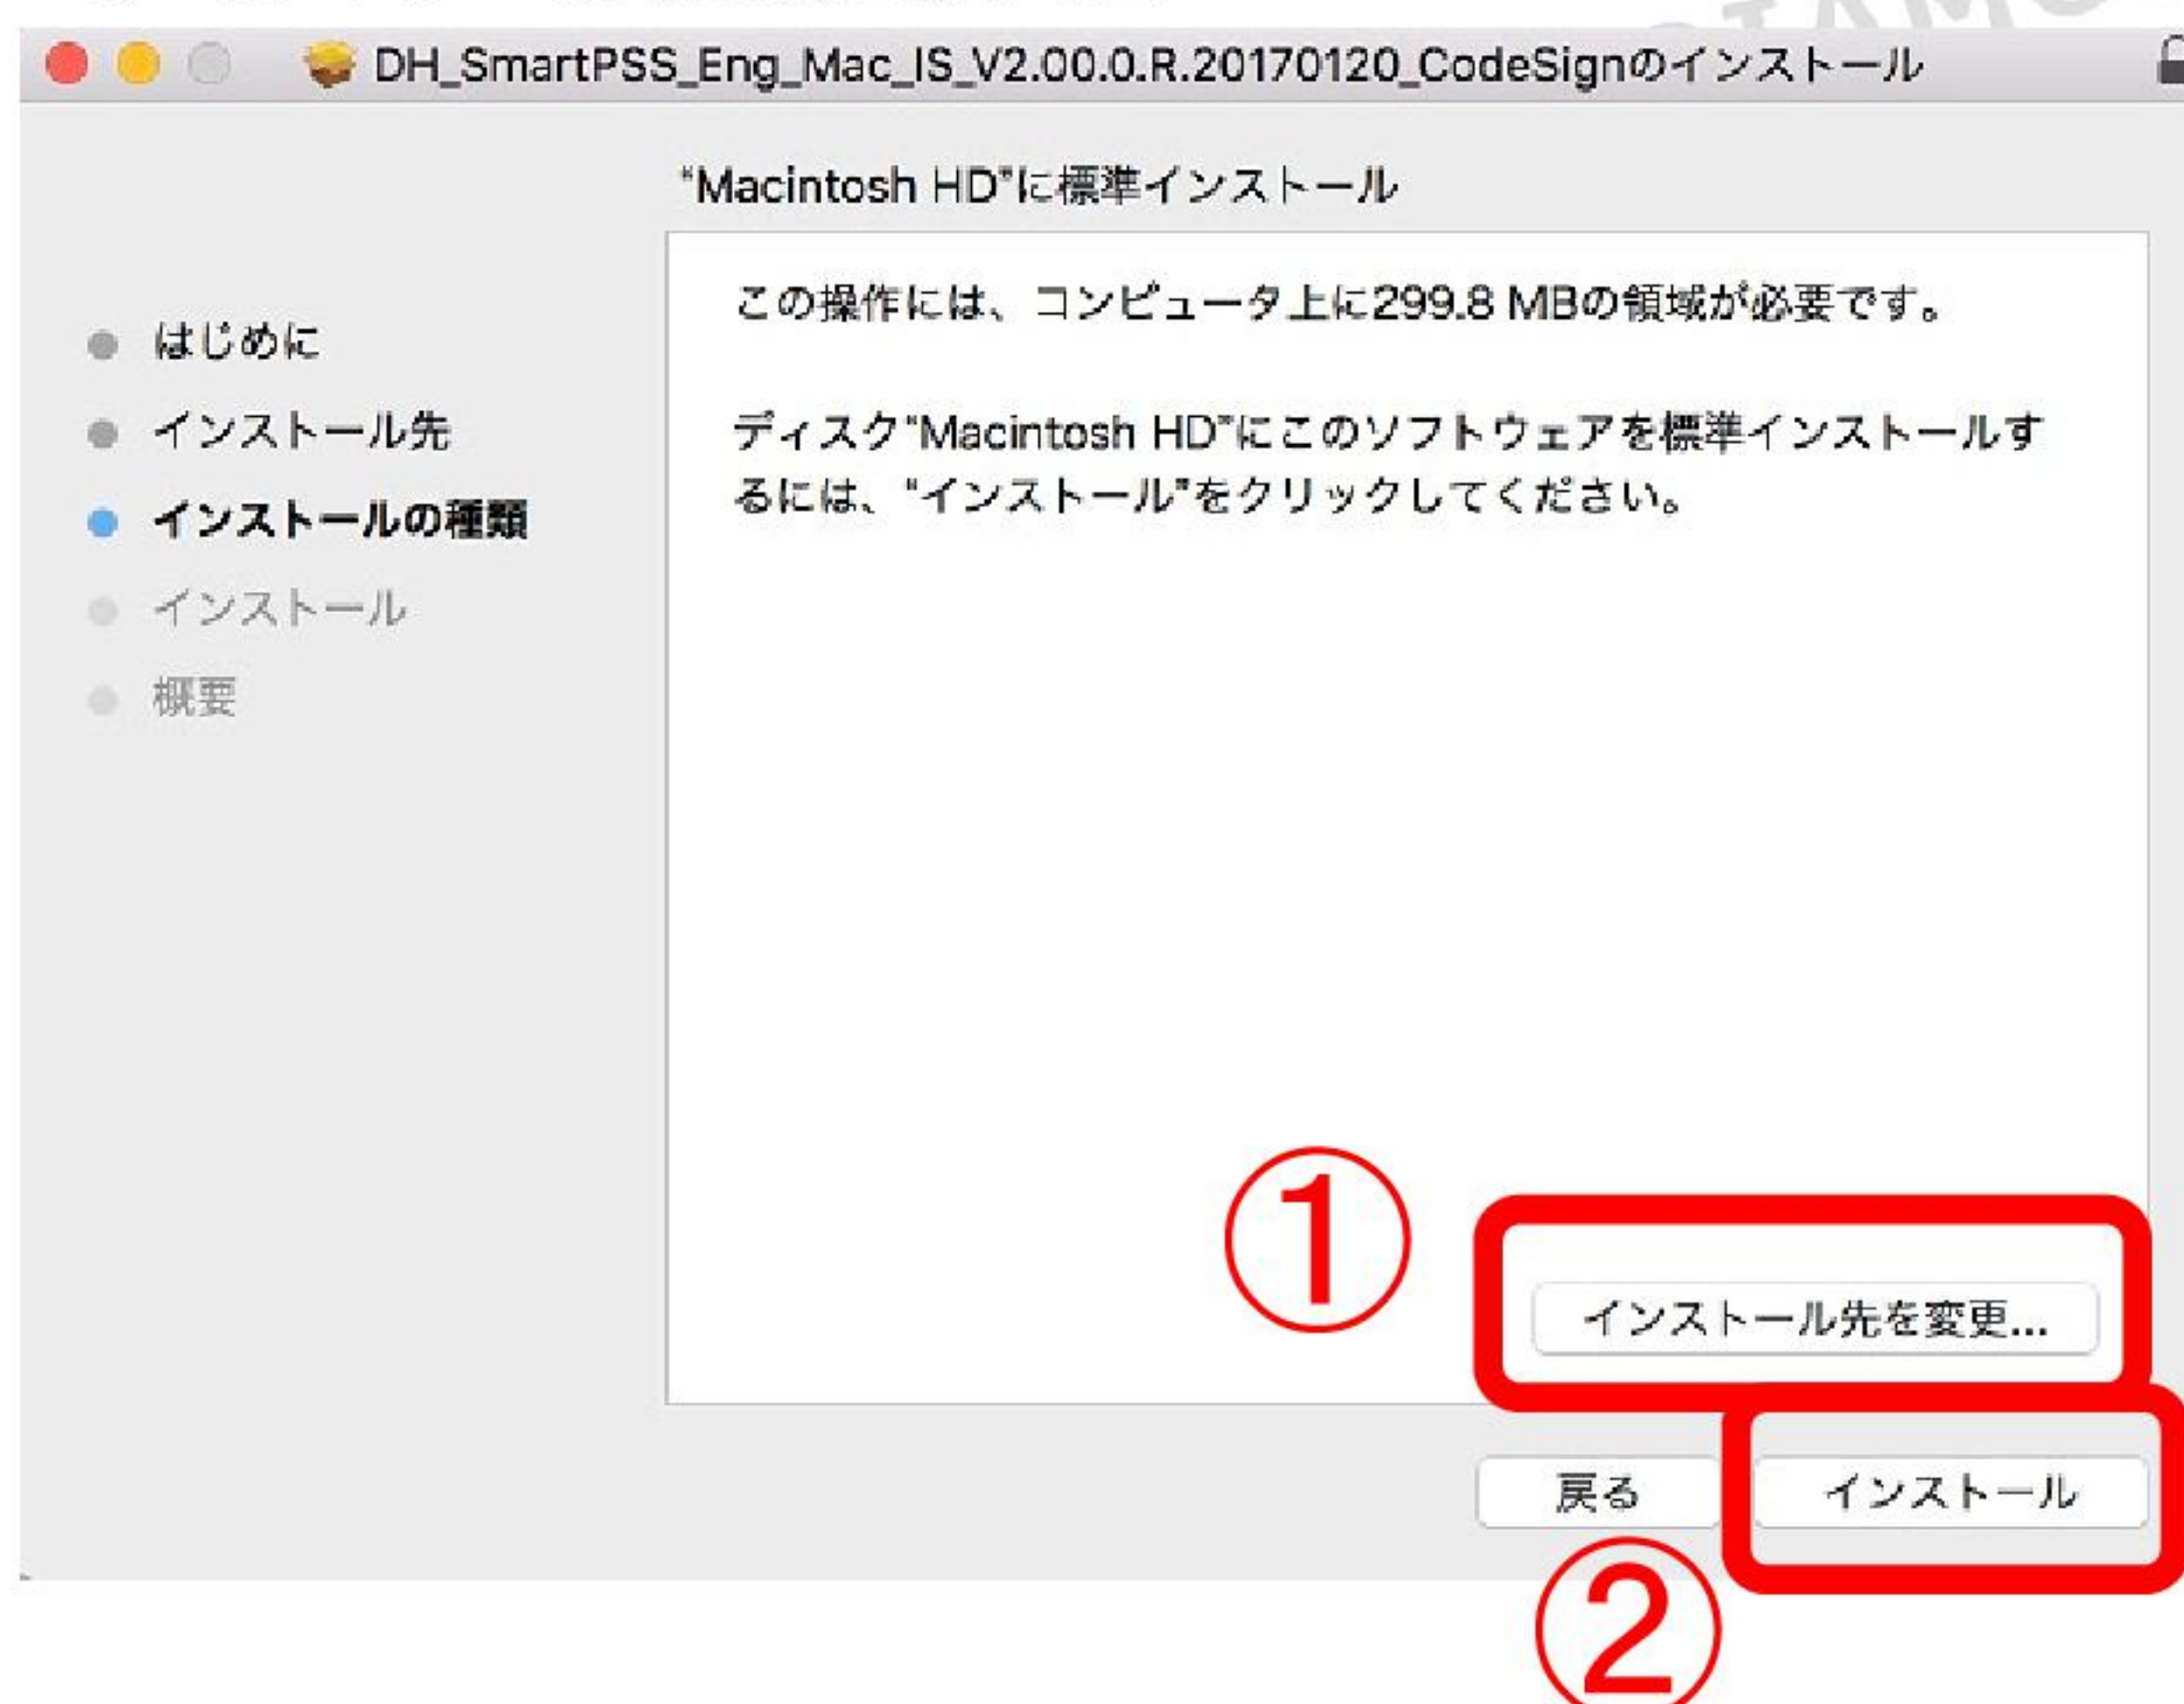 DH_SmartPSS_Eng_Mac_IS_V2.00.0.R.20170120_CodeSignのインストール
“Macintosh HD”に標準インストール
はじめに
インストール先
インストールの種類
インストール
概要
この操作には、コンピュータ上に299.8 MBの領域が必要です。
ディスク“Macintosh HD”にこのソフトウェアを標準インストールす
るには、“インストール”をクリックしてください。
①
インストール先を変更...
戻る
インストール
②